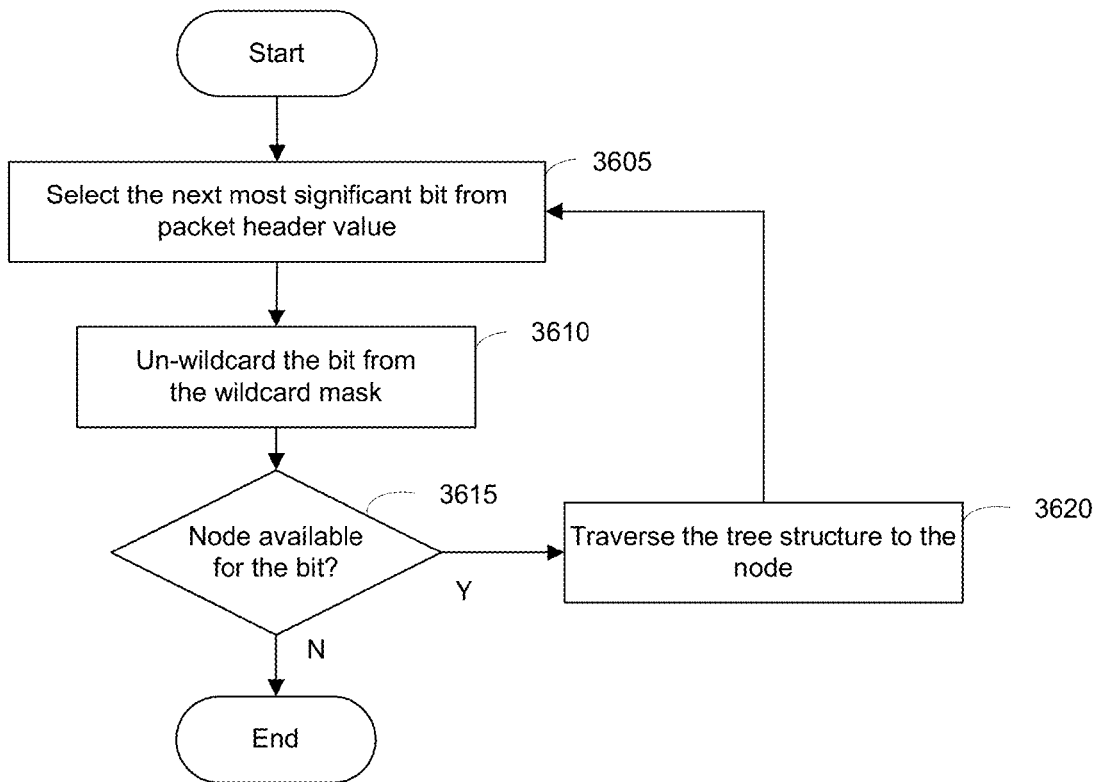 Start
3605
Select the next most significant bit from
packet header value
3610
Un-wildcard the bit from
the wildcard mask
3615
Node available
for the bit?
Y
3620
Traverse the tree structure to the
node
N
End